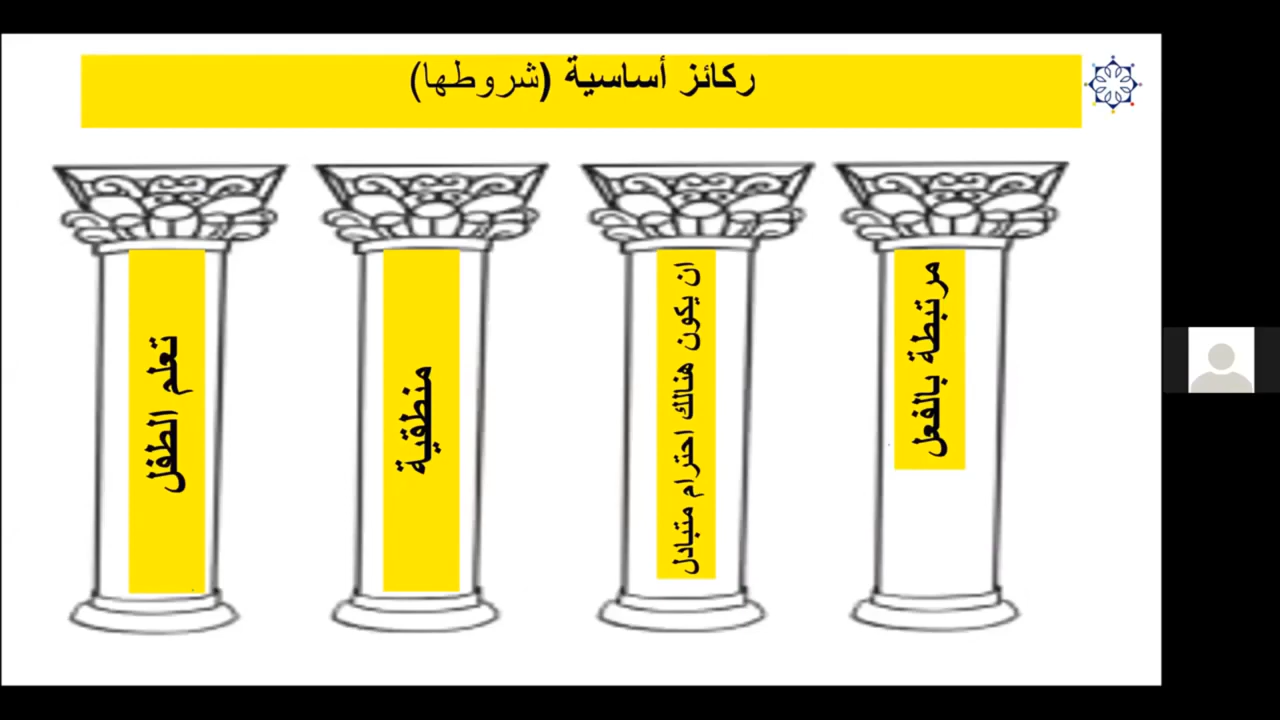 ركائز أساسية (شروطها)
مرتبطة بالفعل
ان يكون هنالك احترام متبادل
منطقية
تعلم الطفل